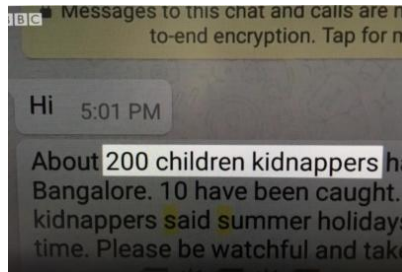 BBC
Messages to this chat and calls are
to-end encryption. Tap for
Hi 5:01 PM
About 200 children kidnappers
Bangalore. 10 have been caught.
kidnappers said summer holidays
time. Please be watchful and take